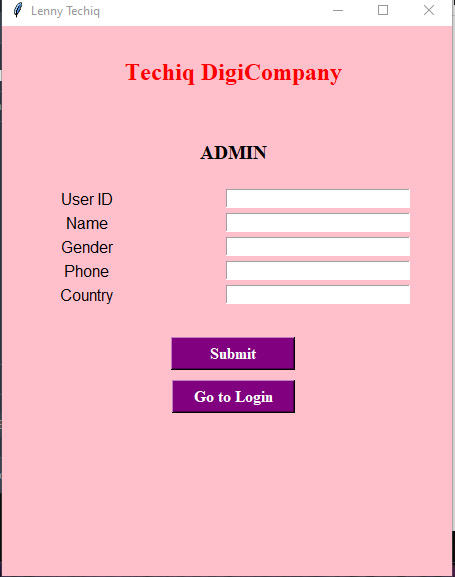 Lenny Techiq
Techiq DigiCompany
ADMIN
User ID
Name
Gender
Phone
Country
Submit
Go to Login